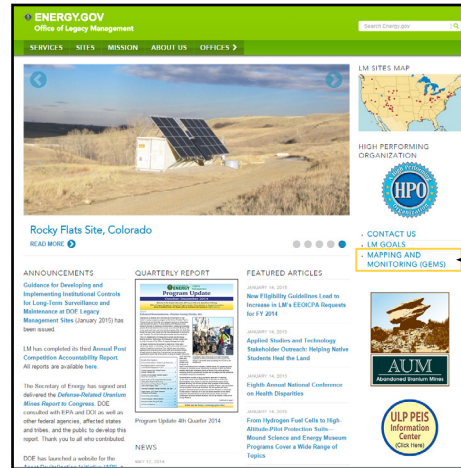 ENERGY.GOV
Office of Legacy Management
Search Energy.gov
SERVICES SITES MISSION ABOUT US OFFICES
LM SITES MAP
HIGH PERFORMING
ORGANIZATION
High Performing
HPO
Organization
Rocky Flats Site, Colorado
READ MORE
CONTACT US
LM GOALS
MAPPING AND
MONITORING (GEMS)
ANNOUNCEMENTS
Guidance for Developing and
Implementing Institutional Controls
for Long-Term Surveillance and
Maintenance at DOE Legacy
Management Sites (January 2015) has
been issued.
LM has completed its third Annual Post
Competition Accountability Report.
All reports are available here.
The Secretary of Energy has signed and
delivered the Defense-Related Uranium
Mines Report to Congress. DOE
consulted with EPA and DOI as well as
other federal agencies, affected states
and tribes, and the public to develop this
report. Thank you to all who contributed.
DOE has launched a website for the
QUARTERLY REPORT
ENERGY
Program Update
October-December 2014
Program Update 4th Quarter 2014
NEWS
MAY 12, 2014
FEATURED ARTICLES
JANUARY 14, 2015
New Eligibility Guidelines Lead to
Increase in LM's EEOICPA Requests
for FY 2014
JANUARY 14, 2015
Applied Studies and Technology
Stakeholder Outreach: Helping Native
Students Heal the Land
JANUARY 14, 2015
Eighth Annual National Conference
on Health Disparities
JANUARY 14, 2015
From Hydrogen Fuel Cells to High-
Altitude-Pilot Protection Suits—
Mound Science and Energy Museum
Programs Cover a Wide Range of
Topics
AUM
Abandoned Uranium Mines
ULP PEIS
Information
Center
(Click Here)